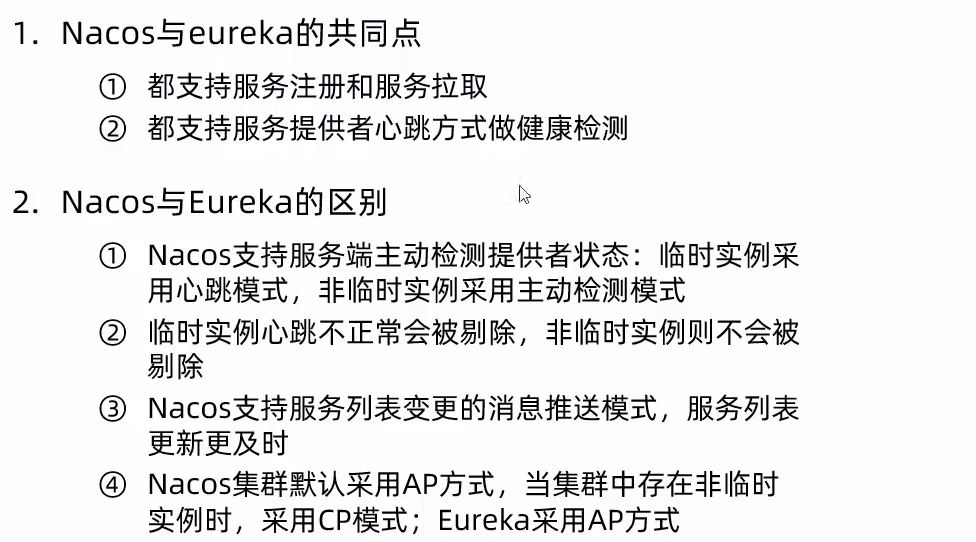 1. Nacos与eureka的共同点
① 都支持服务注册和服务拉取
② 都支持服务提供者心跳方式做健康检测
2. Nacos与Eureka的区别
① Nacos支持服务端主动检测提供者状态：临时实例采
用心跳模式，非临时实例采用主动检测模式
② 临时实例心跳不正常会被剔除，非临时实例则不会被
剔除
③ Nacos支持服务列表变更的消息推送模式，服务列表
更新更及时
④ Nacos集群默认采用AP方式，当集群中存在非临时
实例时，采用CP模式；Eureka采用AP方式